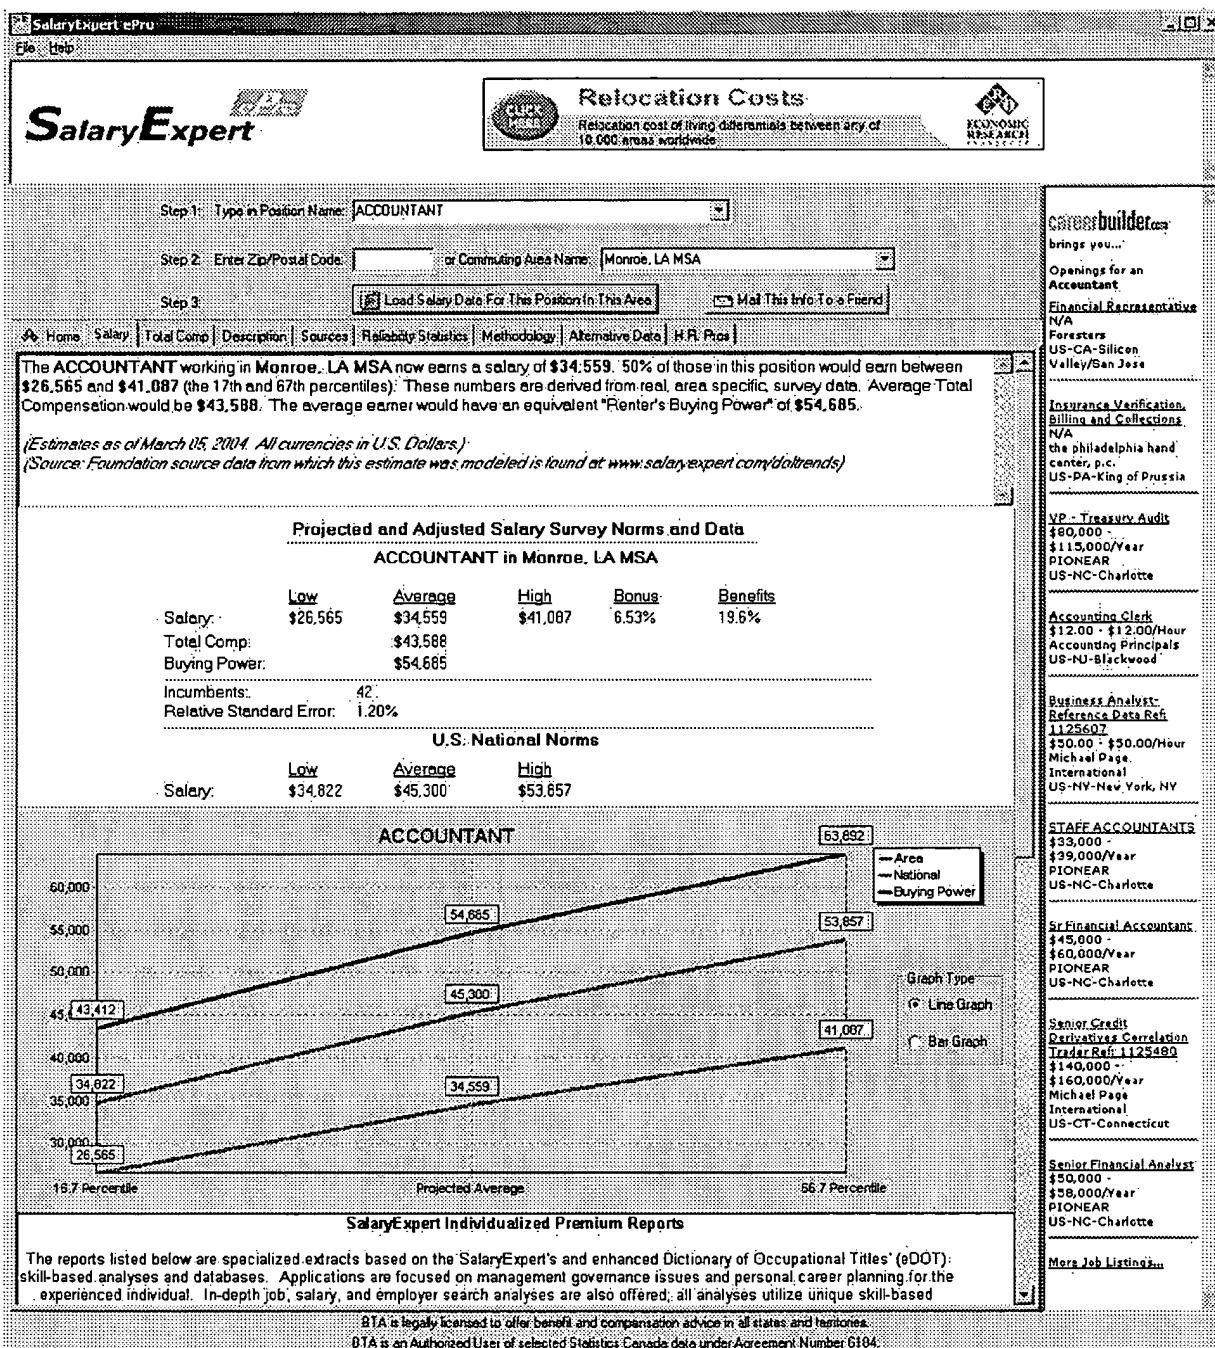 SalaryExpert ePro
File Help
SalaryExpert
ePro
Relocation Costs
Relocation cost of living differentials between any of
10,000 areas worldwide
ERI
ECONOMIC
RESEARCH
Step 1: Type in Position Name: ACCOUNTANT
Step 2: Enter Zip/Postal Code: or Commuting Area Name: Monroe, LA MSA
Step 3: Load Salary Data For This Position In This Area Mail This Info To a Friend
Home Salary Total Comp Description Sources Reliability Statistics Methodology Alternative Data H.R. Pros
The ACCOUNTANT working in Monroe, LA MSA now earns a salary of $34,559. 50% of those in this position would earn between
$26,565 and $41,087 (the 17th and 67th percentiles). These numbers are derived from real, area specific, survey data. Average Total
Compensation would be $43,588. The average earner would have an equivalent "Renter's Buying Power" of $54,685.
(Estimates as of March 05, 2004. All currencies in U.S. Dollars.)
(Source: Foundation source data from which this estimate was modeled is found at www.salaryexpert.com/doltrends)
Projected and Adjusted Salary Survey Norms and Data
ACCOUNTANT in Monroe, LA MSA
Low Average High Bonus Benefits
Salary: $26,565 $34,559 $41,087 6.53% 19.6%
Total Comp: $43,588
Buying Power: $54,685
Incumbents: 42
Relative Standard Error: 1.20%
U.S. National Norms
Low Average High
Salary: $34,822 $45,300 $53,857
ACCOUNTANT
63,892
Area
National
Buying Power
60,000
54,685
53,857
55,000
50,000
45,300
43,412
41,087
40,000
34,822
34,559
35,000
30,000
26,565
16.7 Percentile Projected Average 66.7 Percentile
Graph Type
Line Graph
Bar Graph
SalaryExpert Individualized Premium Reports
The reports listed below are specialized extracts based on the SalaryExpert's and enhanced Dictionary of Occupational Titles' (eDOT)
skill-based analyses and databases. Applications are focused on management governance issues and personal career planning for the
experienced individual. In-depth job, salary, and employer search analyses are also offered; all analyses utilize unique skill-based
BTA is legally licensed to offer benefit and compensation advice in all states and territories.
BTA is an Authorized User of selected Statistics Canada data under Agreement Number 6184.
careerbuilder.com
brings you...
Openings for an
Accountant
Financial Representative
N/A
Foresters
US-CA-Silicon
Valley/San Jose
Insurance Verification,
Billing and Collections
N/A
the philadelphia hand
center, p.c.
US-PA-King of Prussia
VP - Treasury Audit
$80,000 -
$115,000/Year
PIONEAR
US-NC-Charlotte
Accounting Clerk
$12.00 - $12.00/Hour
Accounting Principals
US-NJ-Blackwood
Business Analyst-
Reference Data Ref:
1125607
$50.00 - $50.00/Hour
Michael Page
International
US-NY-New York, NY
STAFF ACCOUNTANTS
$33,000 -
$39,000/Year
PIONEAR
US-NC-Charlotte
Sr Financial Accountant
$45,000 -
$60,000/Year
PIONEAR
US-NC-Charlotte
Senior Credit
Derivatives Correlation
Trader Ref: 1125480
$140,000 -
$160,000/Year
Michael Page
International
US-CT-Connecticut
Senior Financial Analyst
$50,000 -
$58,000/Year
PIONEAR
US-NC-Charlotte
More Job Listings...